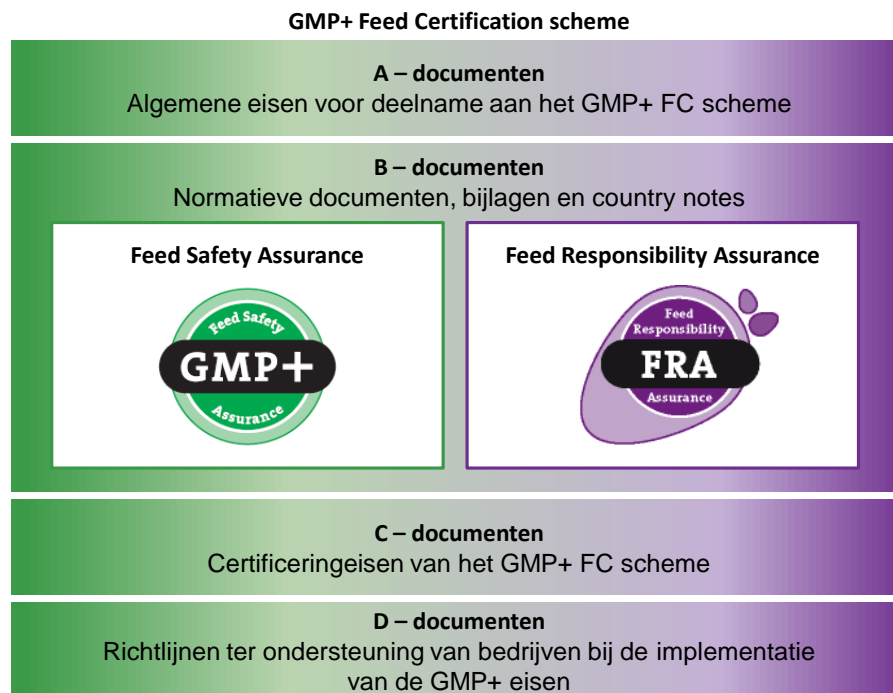 GMP+ Feed Certification scheme
A – documenten
Algemene eisen voor deelname aan het GMP+ FC scheme
B – documenten
Normatieve documenten, bijlagen en country notes
Feed Safety Assurance
Feed Safety
GMP+
Assurance
Feed Responsibility Assurance
Feed
Responsibility
FRA
Assurance
C – documenten
Certificeringeisen van het GMP+ FC scheme
D – documenten
Richtlijnen ter ondersteuning van bedrijven bij de implementatie
van de GMP+ eisen